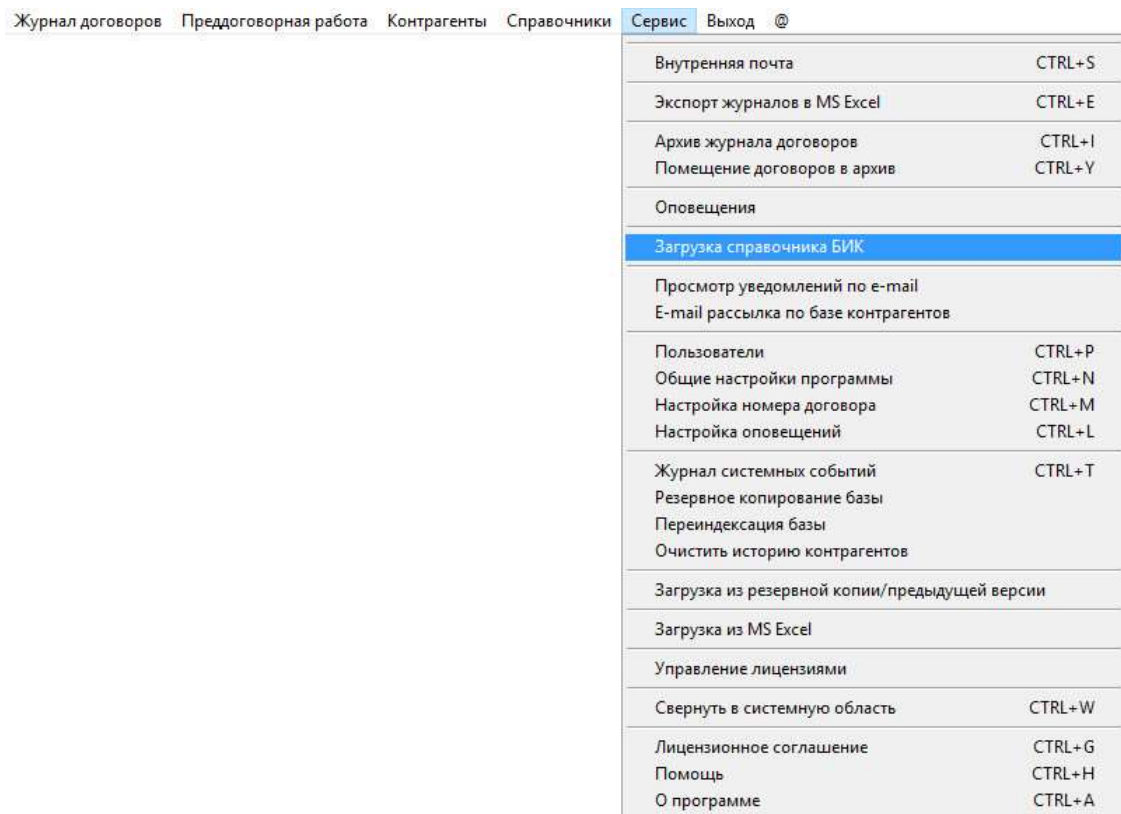 Журнал договоров Преддоговорная работа Контрагенты Справочники Сервис Выход @
Внутренняя почта CTRL+S
Экспорт журналов в MS Excel CTRL+E
Архив журнала договоров CTRL+I
Помещение договоров в архив CTRL+Y
Оповещения
Загрузка справочника БИК
Просмотр уведомлений по e-mail
E-mail рассылка по базе контрагентов
Пользователи CTRL+P
Общие настройки программы CTRL+N
Настройка номера договора CTRL+M
Настройка оповещений CTRL+L
Журнал системных событий CTRL+T
Резервное копирование базы
Переиндексация базы
Очистить историю контрагентов
Загрузка из резервной копии/предыдущей версии
Загрузка из MS Excel
Управление лицензиями
Свернуть в системную область CTRL+W
Лицензионное соглашение CTRL+G
Помощь CTRL+H
О программе CTRL+A